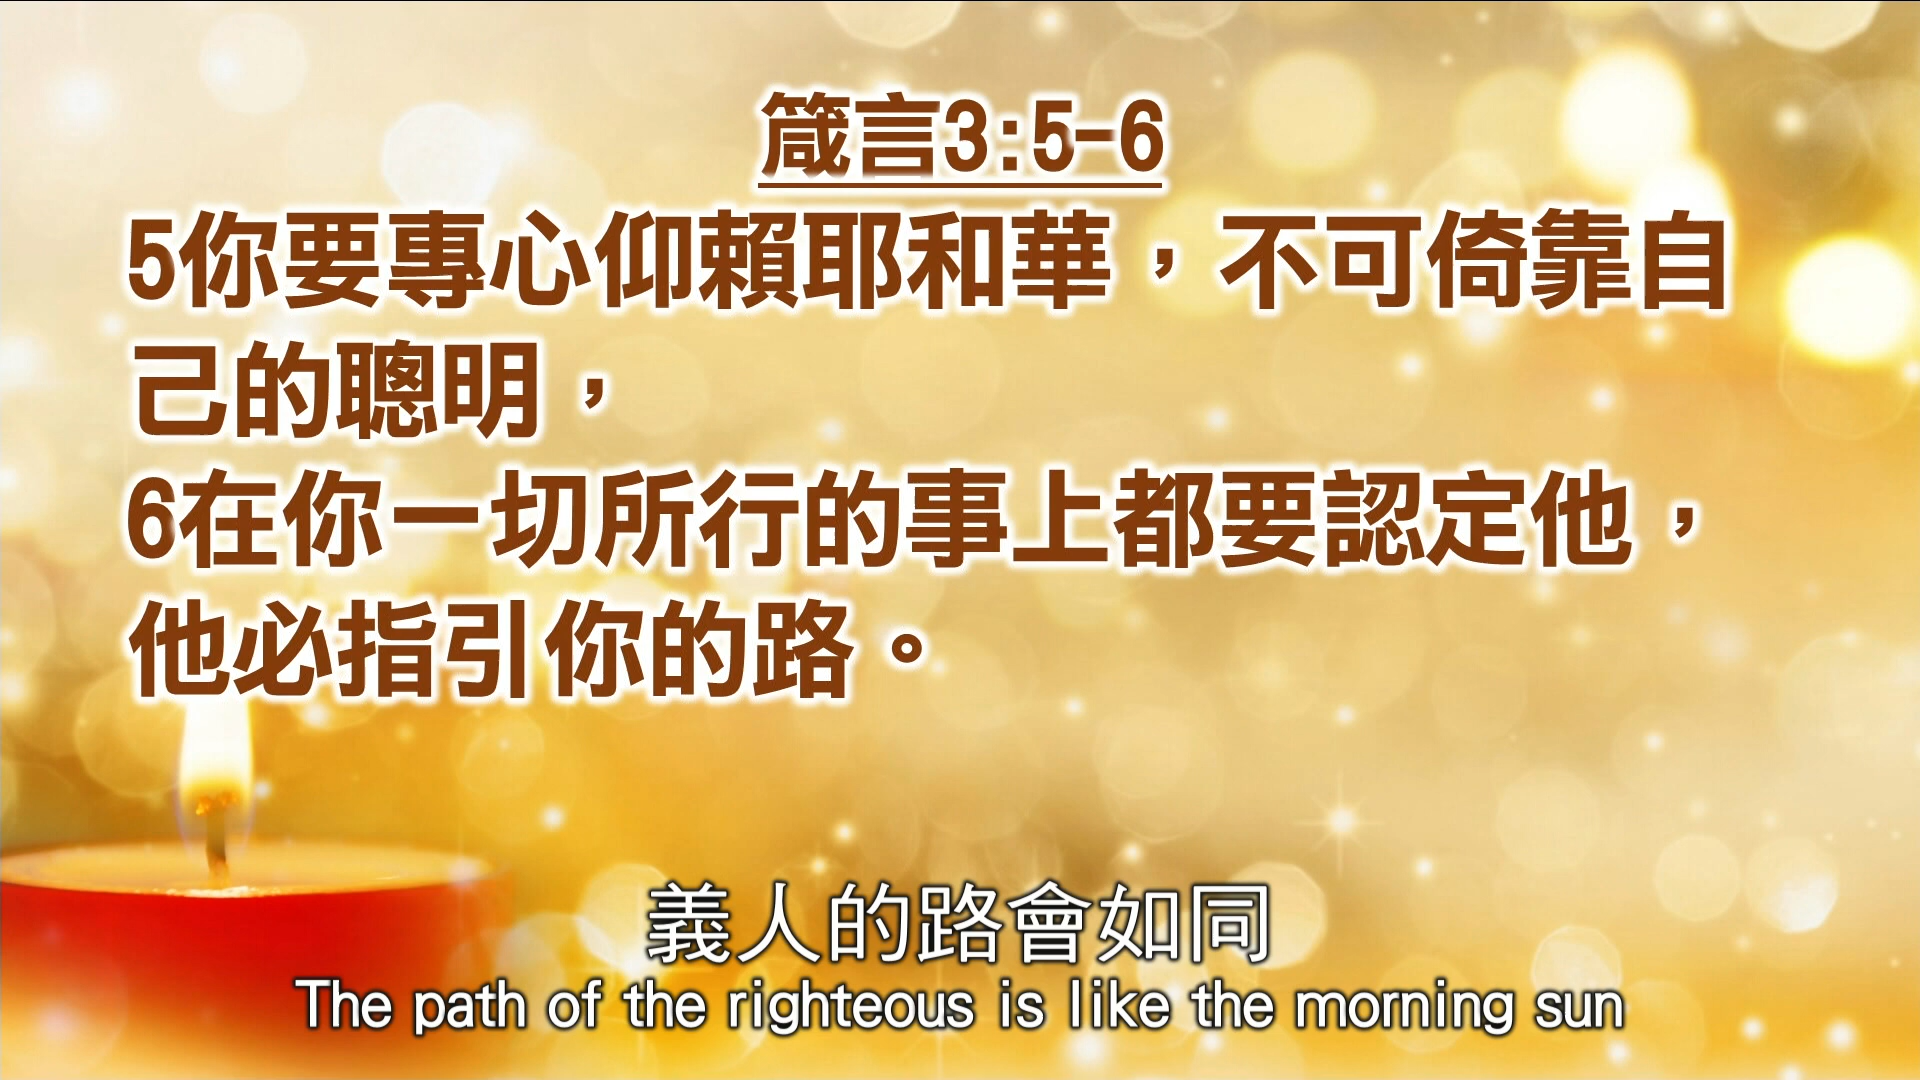 箴言3:5-6
5你要專心仰賴耶和華，不可倚靠自
己的聰明，
6在你一切所行的事上都要認定他，
他必指引你的路。
義人的路會如同
The path of the righteous is like the morning sun